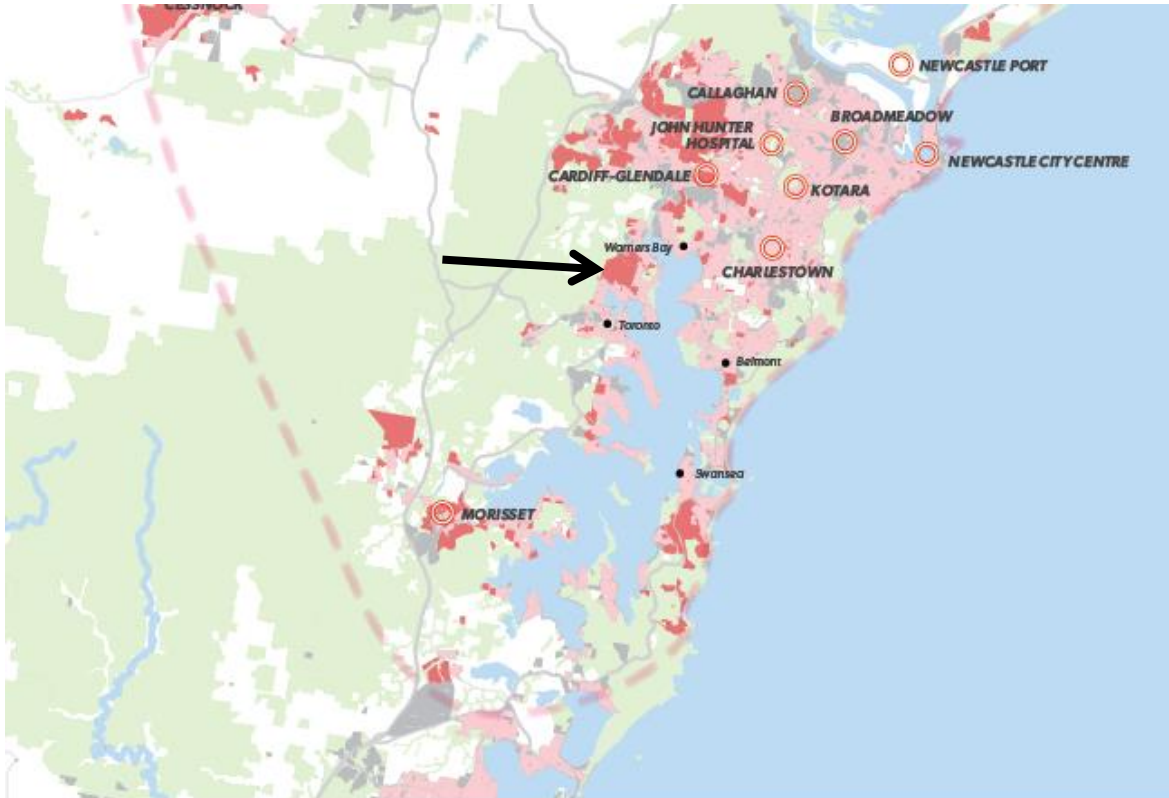 CESSNOCK
NEWCASTLE PORT
CALLAGHAN
BROADMEADOW
JOHN HUNTER
HOSPITAL
NEWCASTLE CITY CENTRE
CARDIFF-GLENDALE
KOTARA
Warners Bay
CHARLESTOWN
Toronto
Belmont
Swansea
MORISSET